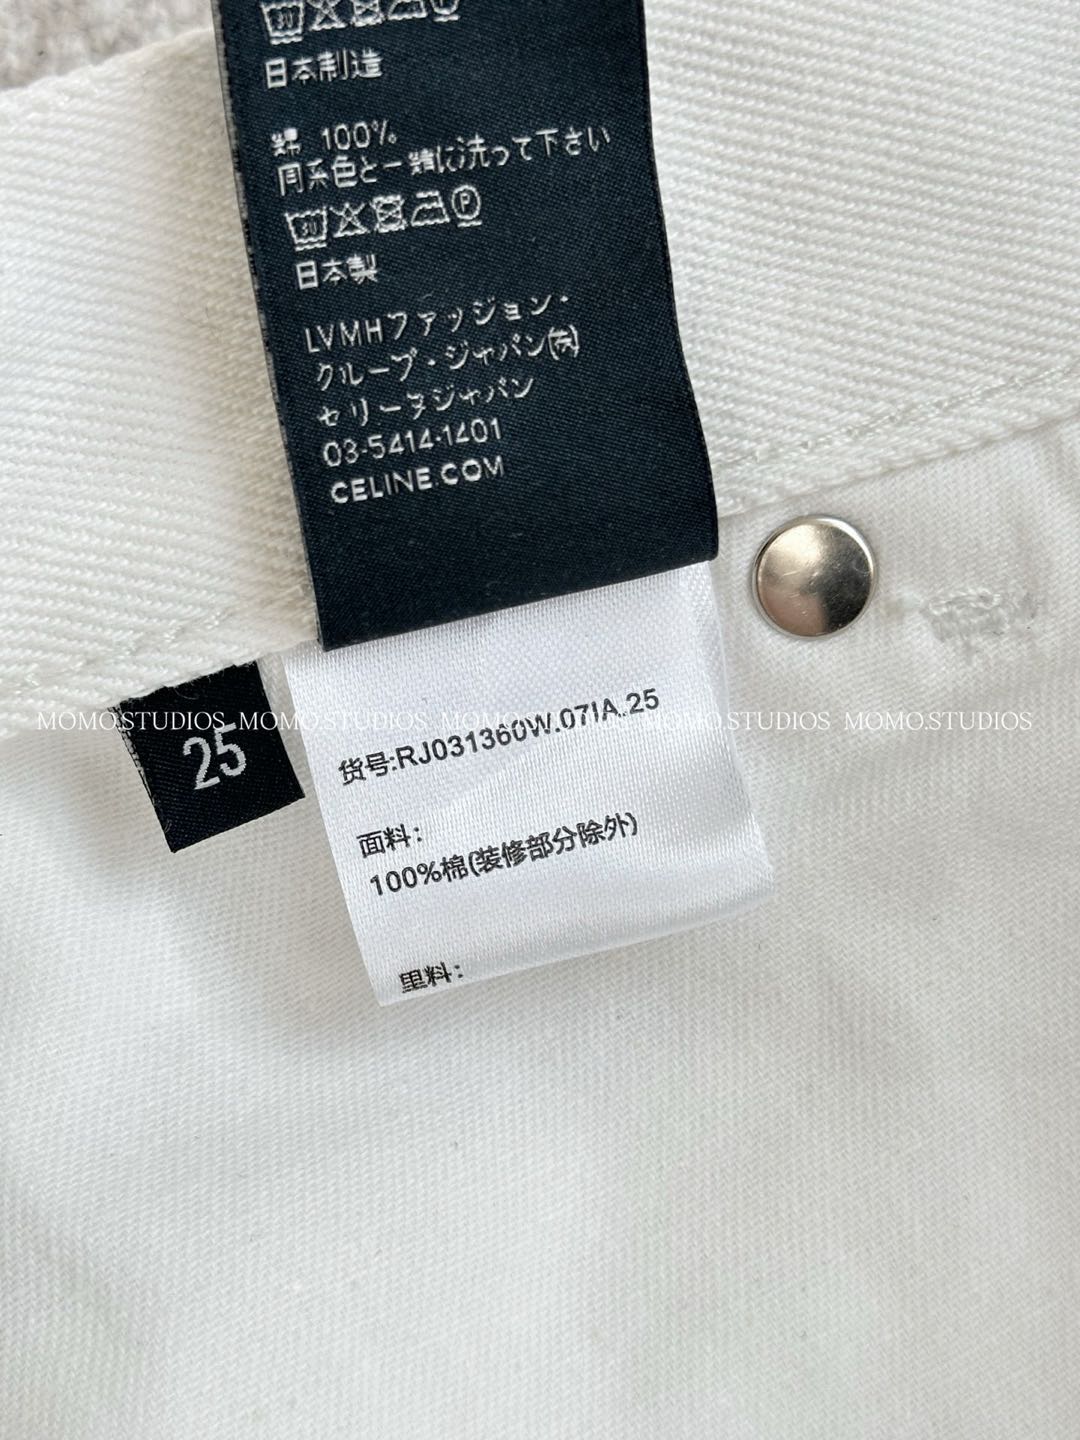 日本制造
綿 100%
同系色と一緒に洗って下さい
日本製
LVMHファッション・
グループ・ジャパン(株)
セリーヌジャパン
03-5414-1401
CELINE.COM
25
货号:RJ031360W.07IA.25
MOMO.STUDIOS MOMO.STUDIOS MOMO.STUDIOS MOMO.STUDIOS MOMO.STUDIOS
面料:
100%棉(装修部分除外)
里料: